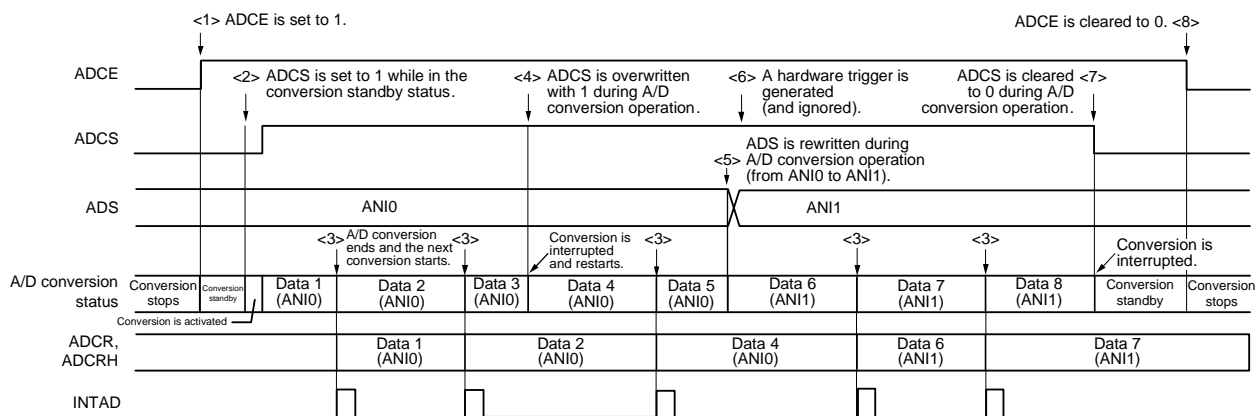 <1> ADCE is set to 1.
ADCE is cleared to 0. <8>
ADCE
<2> ADCS is set to 1 while in the
conversion standby status.
<4> ADCS is overwritten
with 1 during A/D
conversion operation.
<6> A hardware trigger is
generated
(and ignored).
ADCS is cleared <7>
to 0 during A/D
conversion operation.
ADCS
ADS is rewritten during
<5> A/D conversion operation
(from ANI0 to ANI1).
ADS
ANI0
ANI1
<3> A/D conversion
ends and the next
conversion starts.
<3>
Conversion is
interrupted
and restarts.
<3>
<3>
<3>
Conversion is
interrupted.
A/D conversion
status
Conversion
stops
Conversion
standby
Data 1
(ANI0)
Data 2
(ANI0)
Data 3
(ANI0)
Data 4
(ANI0)
Data 5
(ANI0)
Data 6
(ANI1)
Data 7
(ANI1)
Data 8
(ANI1)
Conversion
standby
Conversion
stops
Conversion is activated
ADCR,
ADCRH
Data 1
(ANI0)
Data 2
(ANI0)
Data 4
(ANI0)
Data 6
(ANI1)
Data 7
(ANI1)
INTAD